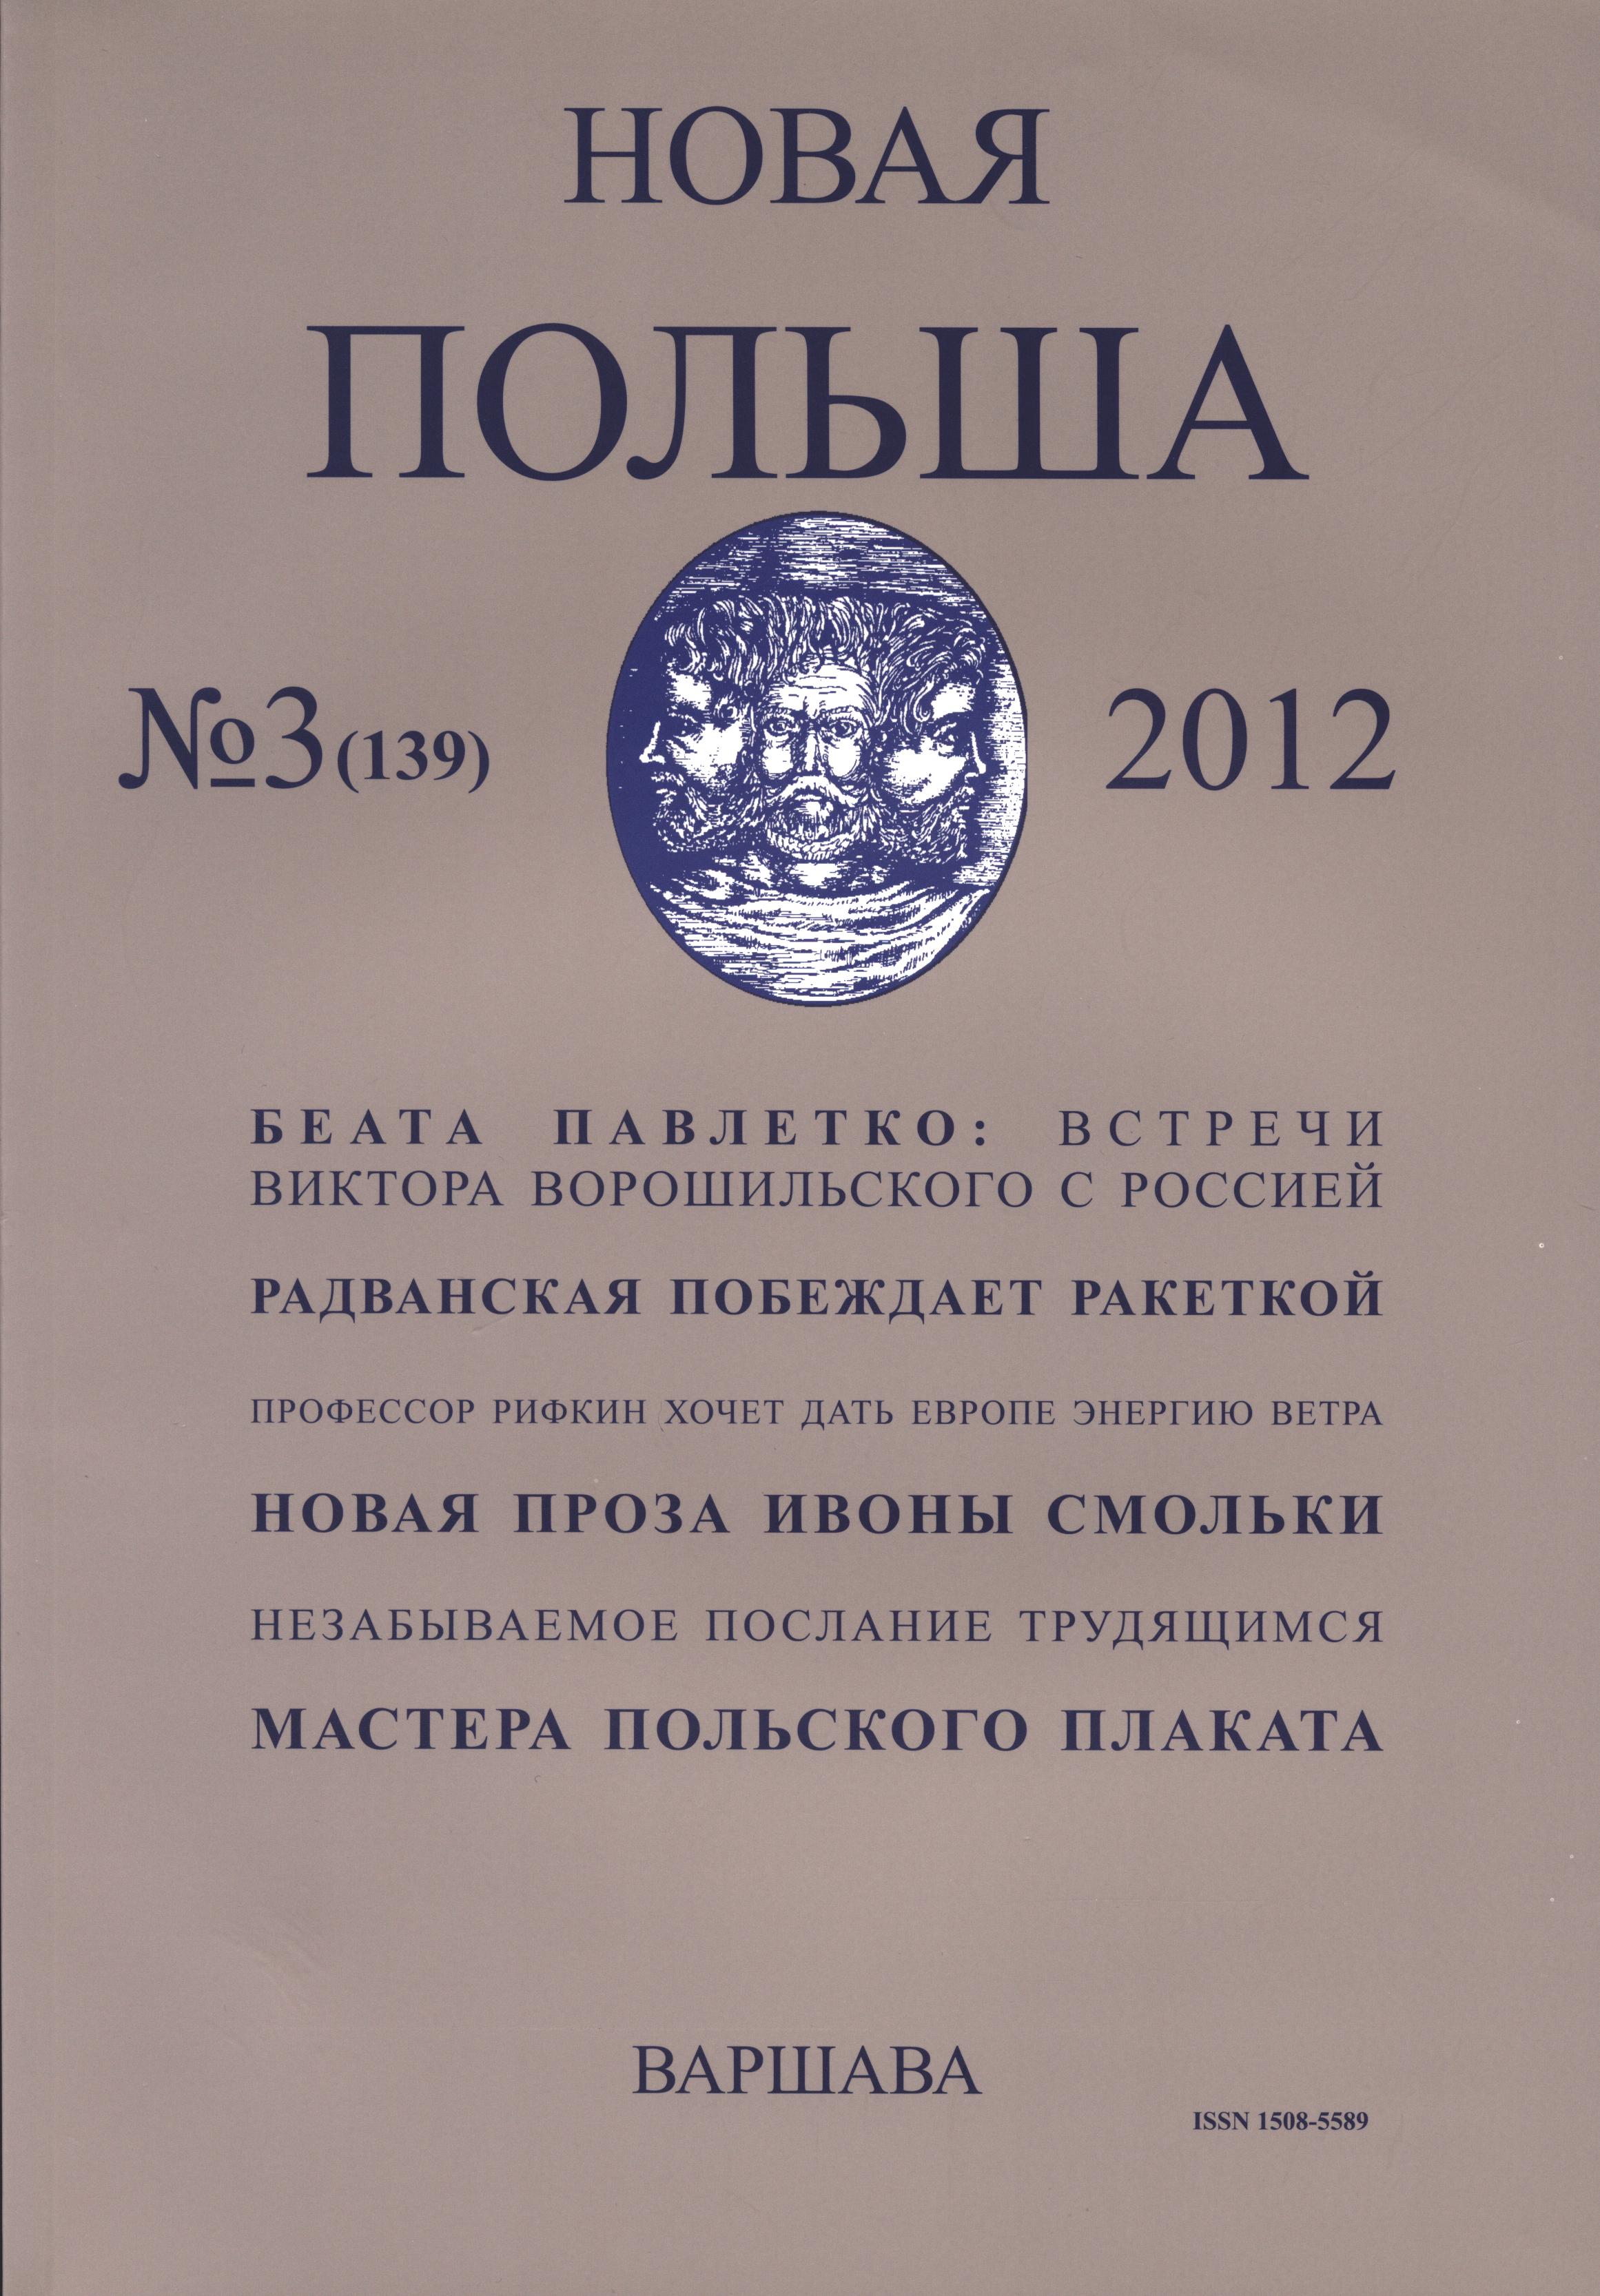 НОВАЯ
ПОЛЬША
№3(139)
2012
БЕАТА ПАВЛЕТКО: ВСТРЕЧИ
ВИКТОРА ВОРОШИЛЬСКОГО С РОССИЕЙ
РАДВАНСКАЯ ПОБЕЖДАЕТ РАКЕТКОЙ
ПРОФЕССОР РИФКИН ХОЧЕТ ДАТЬ ЕВРОПЕ ЭНЕРГИЮ ВЕТРА
НОВАЯ ПРОЗА ИВОНЫ СМОЛЬКИ
НЕЗАБЫВАЕМОЕ ПОСЛАНИЕ ТРУДЯЩИМСЯ
МАСТЕРА ПОЛЬСКОГО ПЛАКАТА
ВАРШАВА
ISSN 1508-5589